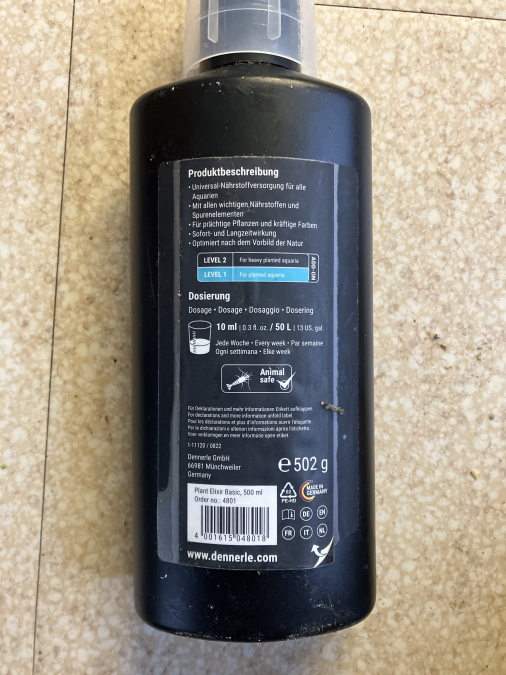 Produktbeschreibung
• Universal-Nährstoffversorgung für alle
Aquarien
• Mit allen wichtigen Nährstoffen und
Spurenelementen
• Für prächtige Pflanzen und kräftige Farben
• Sofort- und Langzeitwirkung
• Optimiert nach dem Vorbild der Natur
LEVEL 2 For heavy planted aquaria
LEVEL 1 For planted aquaria
ADD-ON
Dosierung
Dosage • Dosage • Dosaggio • Dosering
10 ml | 0.3 fl. oz. / 50 L | 13 US. gal.
Jede Woche • Every week • Par semaine
Ogni settimana • Elke week
Animal
safe
Für Deklarationen und mehr Informationen Etikett aufklappen.
For declarations and more information unfold label.
Pour les déclarations et plus d'informations ouvrir l'étiquette.
Per le dichiarazioni e ulteriori informazioni aprire l'etichetta.
Voor verklaringen en meer informatie open etiket.
1-11120 / 0822
Dennerle GmbH
66981 Münchweiler
Germany
e 502 g
Plant Elixir Basic, 500 ml
Order no.: 4801
4 001615 048018
02
PE-HD
MADE IN
GERMANY
DE EN
FR IT NL
www.dennerle.com